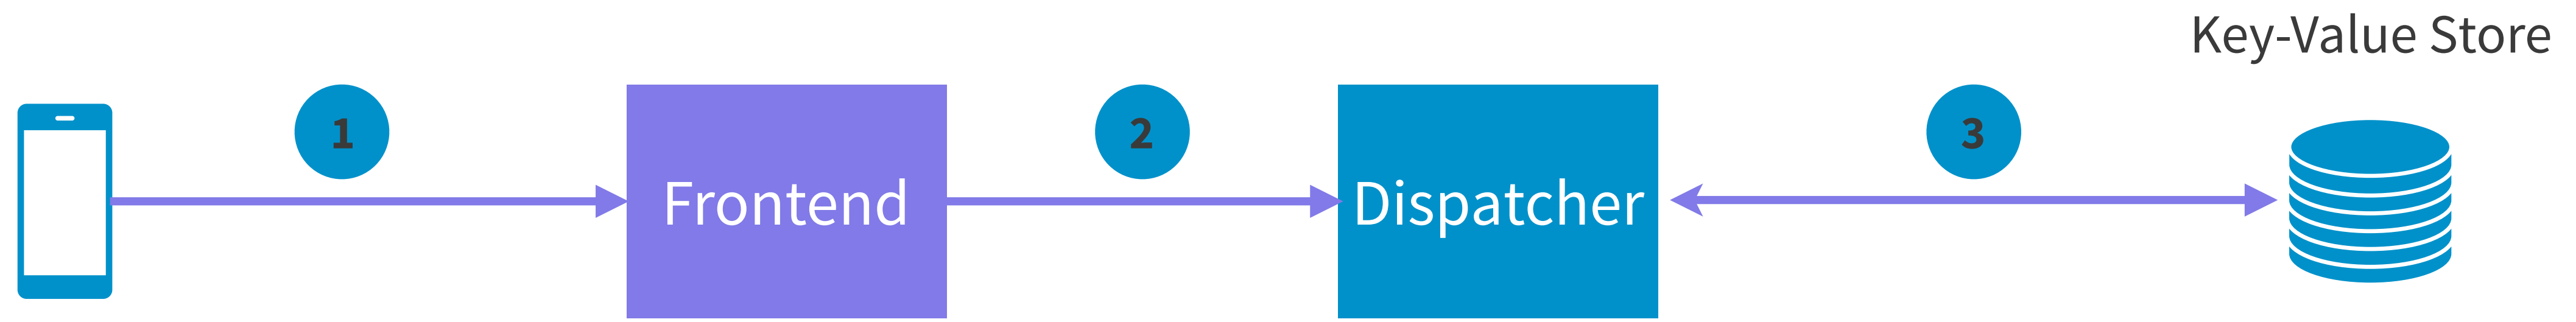 Key-Value Store
1
2
3
Frontend
Dispatcher